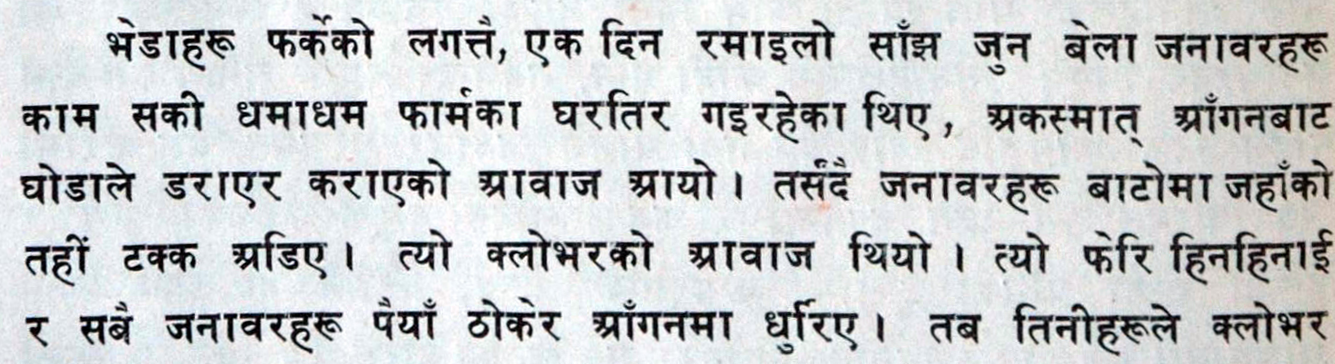 भेडाहरू फर्केको लगत्तै, एक दिन रमाइलो साँझ जुन बेला जनावरहरू
काम सकी धमाधम फार्मका घरतिर गइरहेका थिए, अकस्मात् आँगनबाट
घोडाले डराएर कराएको आवाज आयो। तर्सँदै जनावरहरू बाटोमा जहाँको
तहीं टक्क अडिए। त्यो क्लोभरको आवाज थियो। त्यो फेरि हिनहिनाई
र सबै जनावरहरू पैयाँ ठोकेर आँगनमा धुर्रिए। तब तिनीहरूले क्लोभर